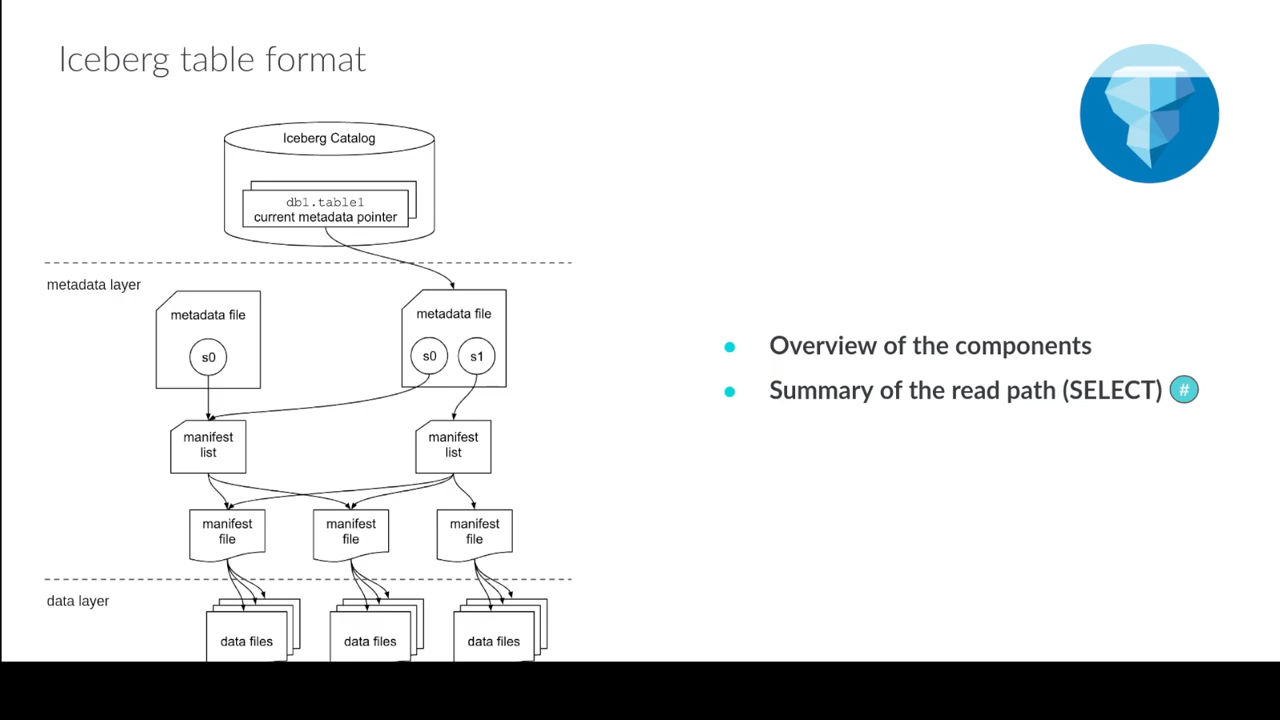 Iceberg table format
Iceberg Catalog
db1.table1
current metadata pointer
metadata layer
metadata file
s0
metadata file
s0
s1
manifest
list
manifest
list
manifest
file
manifest
file
manifest
file
data layer
data files
data files
data files
● Overview of the components
● Summary of the read path (SELECT) #